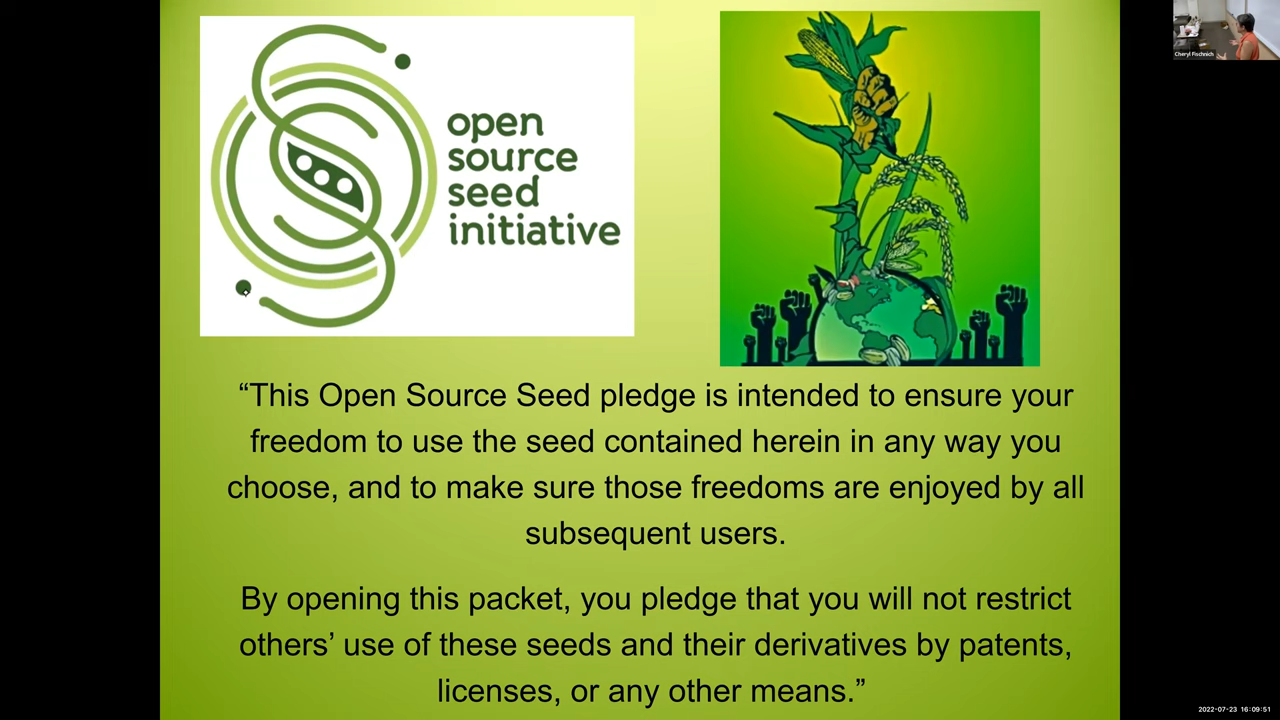 open
source
seed
initiative
Cheryl Fischnich
“This Open Source Seed pledge is intended to ensure your
freedom to use the seed contained herein in any way you
choose, and to make sure those freedoms are enjoyed by all
subsequent users.
By opening this packet, you pledge that you will not restrict
others’ use of these seeds and their derivatives by patents,
licenses, or any other means.”
2022-07-23 16:09:51